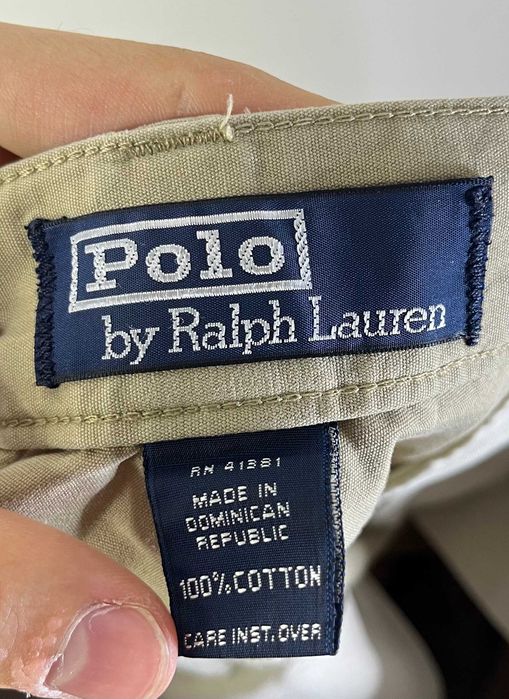 Polo
by Ralph Lauren
RN 41381
MADE IN
DOMINICAN
REPUBLIC
100% COTTON
CARE INST. OVER